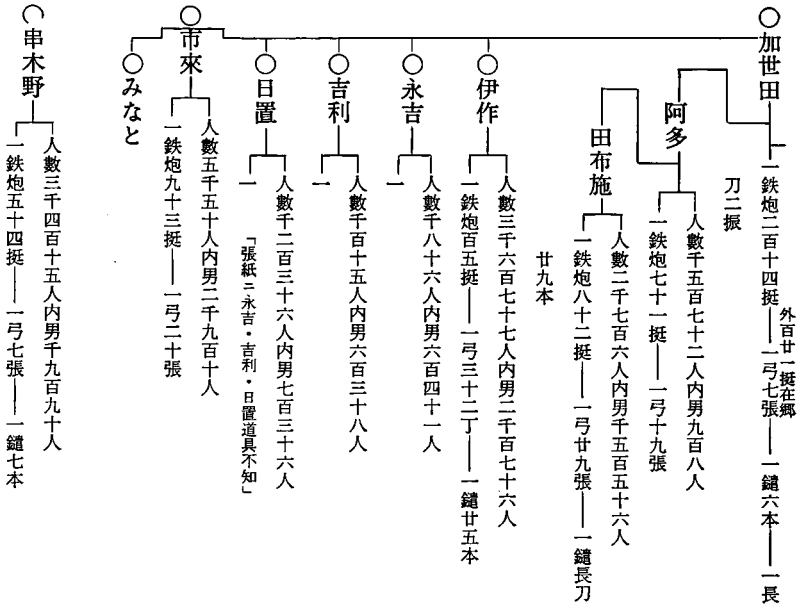 ○加世田
外百廿一挺在郷
一鉄炮二百十四挺――一弓七張――一鑓六本――一長
刀二振
阿多
人數千五百七十二人内男九百八人
一鉄炮七十一挺――一弓十九張
田布施
人數二千七百六人内男千五百五十六人
一鉄炮八十二挺――一弓廿九張――一鑓長刀
廿九本
○伊作
人數三千六百七十七人内男二千百七十六人
一鉄炮百五挺――一弓三十二丁――一鑓廿五本
○永吉
人數千八十六人内男六百四十一人
一
○吉利
人數千百十五人内男六百三十八人
一
○日置
人數千二百三十六人内男七百三十六人
一
「張紙ニ永吉・吉利・日置道具不知」
○市來
人數五千五十人内男二千九百十人
一鉄炮九十三挺――一弓二十張
○みなと
○串木野
人數三千四百十五人内男千九百九十人
一鉄炮五十四挺――一弓七張――一鑓七本